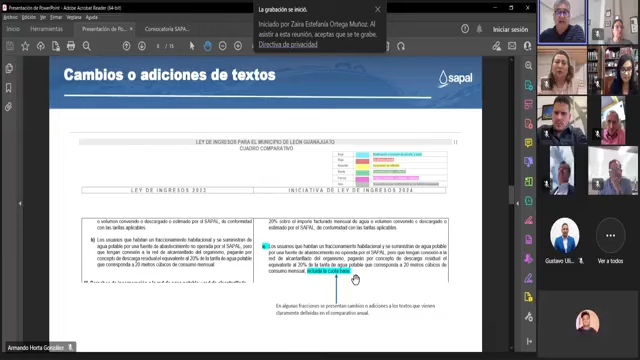 Presentación de PowerPoint - Adobe Acrobat Reader (64-bit)
Archivo Edición Ver Firmar Ventana Ayuda
Inicio Herramientas Presentación de Po... × Convocatoria SAPA...
Iniciar sesión
La grabación se inició.
Iniciado por Zaira Estefanía Ortega Muñoz. Al asistir a esta reunión, aceptas que se te grabe.
Directiva de privacidad
Cambios o adiciones de textos
sapal
LEY DE INGRESOS PARA EL MUNICIPIO DE LEÓN GUANAJUATO
CUADRO COMPARATIVO
LEY DE INGRESOS 2023
INICIATIVA DE LEY DE INGRESOS 2024
o volumen convenido o descargado o estimado por el SAPAL, de conformidad con las tarifas aplicables.
b) Los usuarios que habitan un fraccionamiento habitacional y se suministran de agua potable por una fuente de abastecimiento no operada por el SAPAL, pero que tengan conexión a la red de alcantarillado del organismo, pagarán por concepto de descarga residual el equivalente al 20% de la tarifa de agua potable que corresponda a 20 metros cúbicos de consumo mensual.
20% sobre el importe facturado mensual de agua o volumen convenido o descargado o estimado por el SAPAL, de conformidad con las tarifas aplicables.
Los usuarios que habitan un fraccionamiento habitacional y se suministran de agua potable por una fuente de abastecimiento no operada por el SAPAL, pero que tengan conexión a la red de alcantarillado del organismo, pagarán por concepto de descarga residual el equivalente al 20% de la tarifa de agua potable que corresponda a 20 metros cúbicos de consumo mensual, incluida la cuota base.
En algunas fracciones se presentan cambios o adiciones a los textos que vienen claramente definidas en el comparativo anual.
Armando Horta González
Gustavo Uli...
Ver a todos